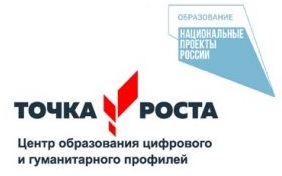 ОБРАЗОВАНИЕ
НАЦИОНАЛЬНЫЕ
ПРОЕКТЫ
РОССИИ
ТОЧКА РОСТА
Центр образования цифрового
и гуманитарного профилей